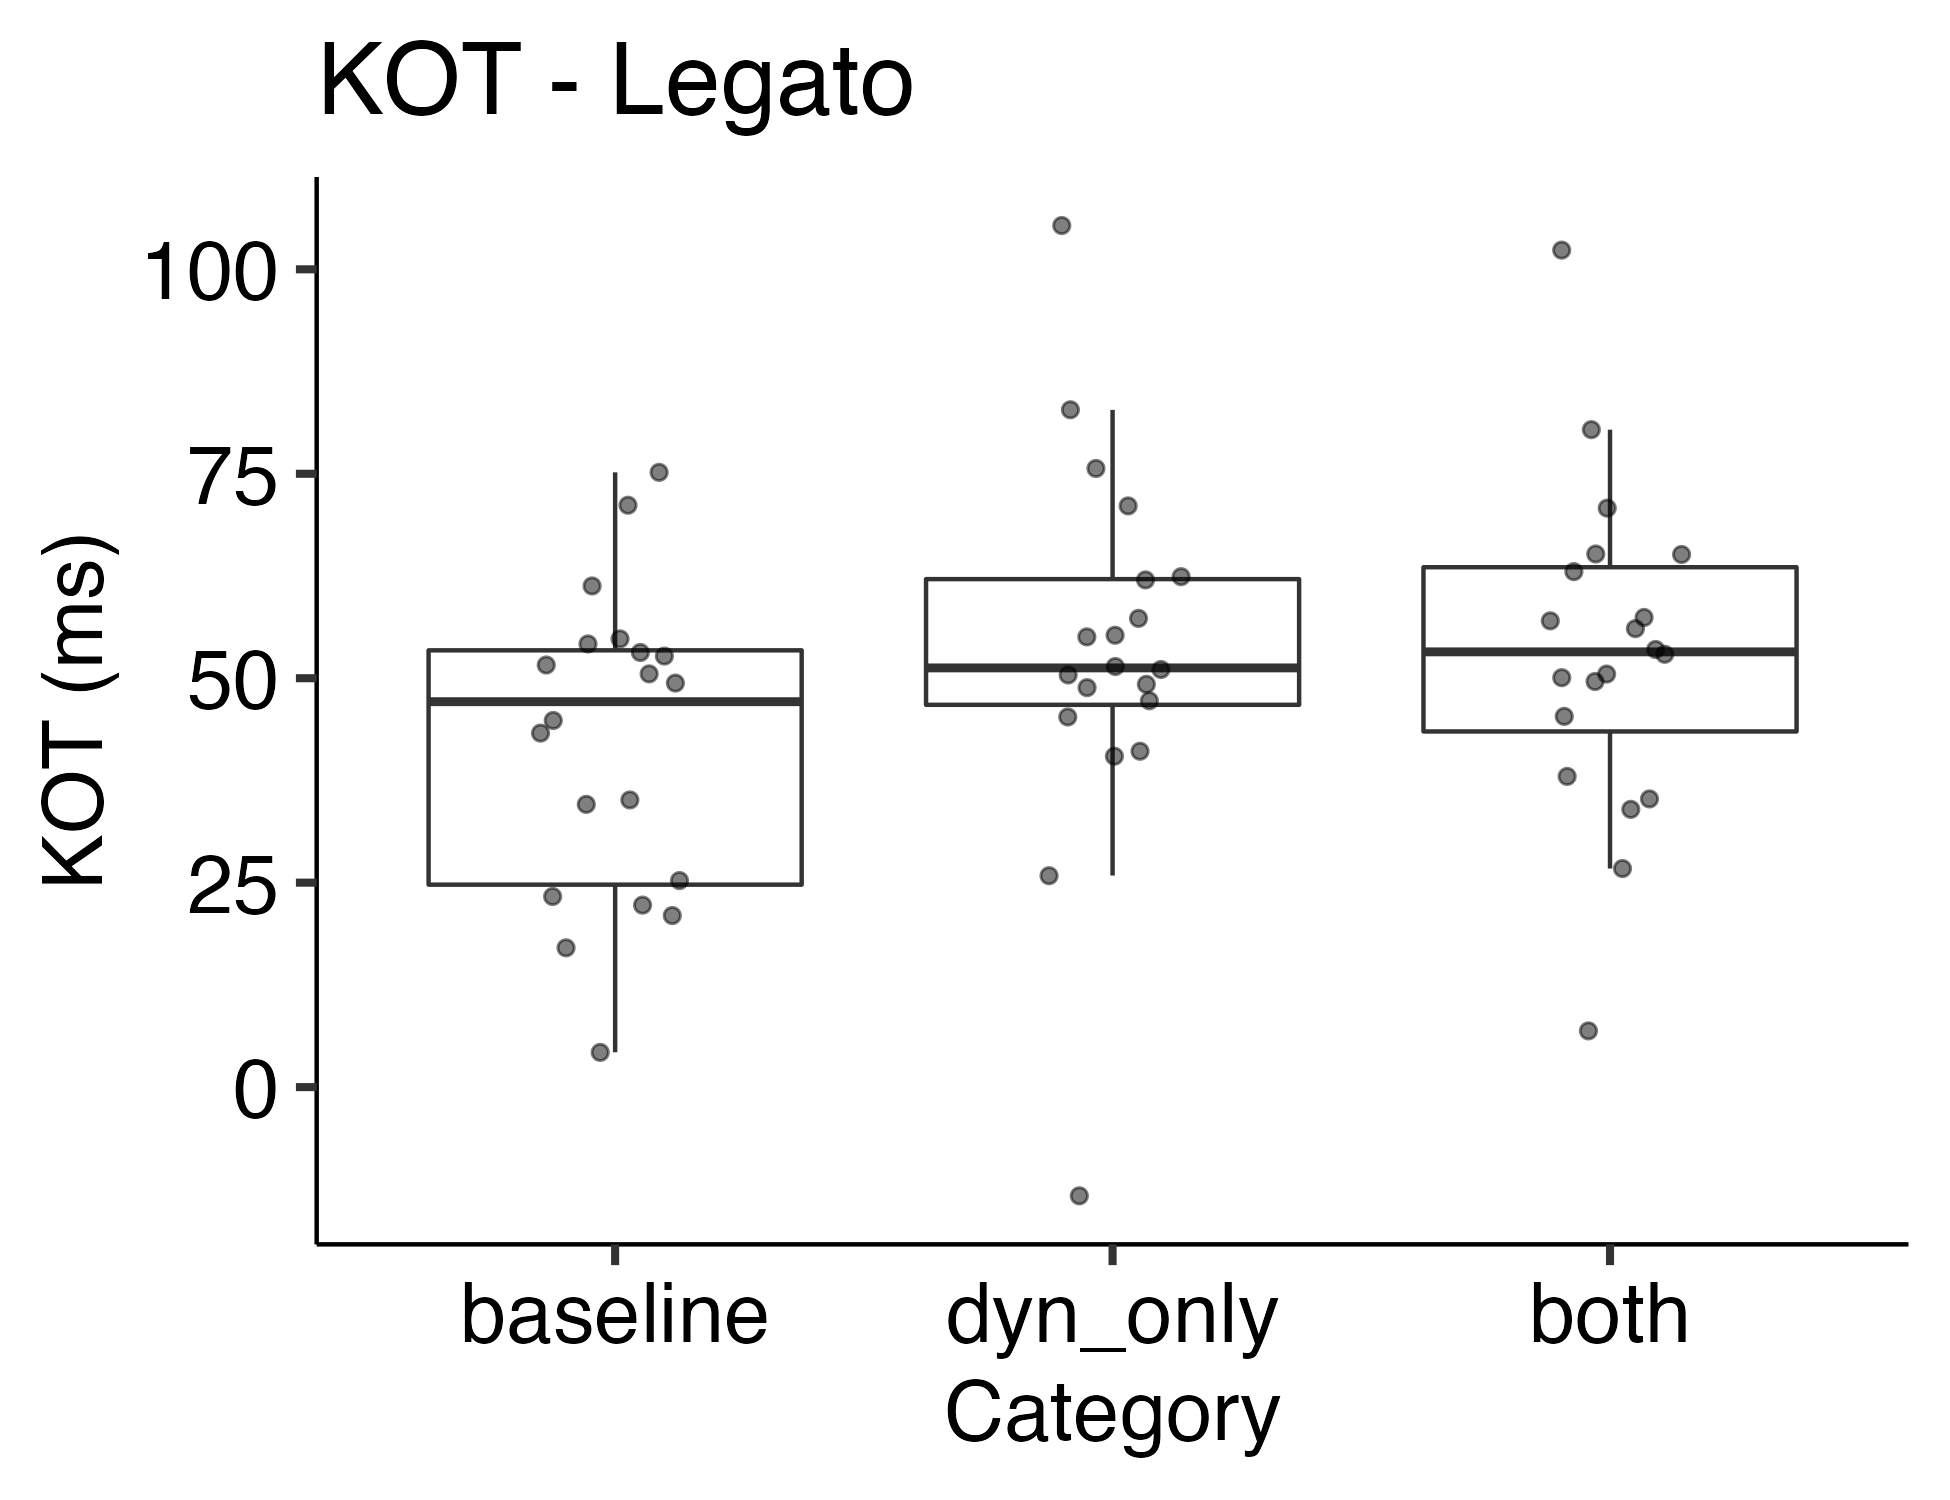 KOT - Legato
KOT (ms)
100
75
50
25
0
baseline dyn_only both
Category